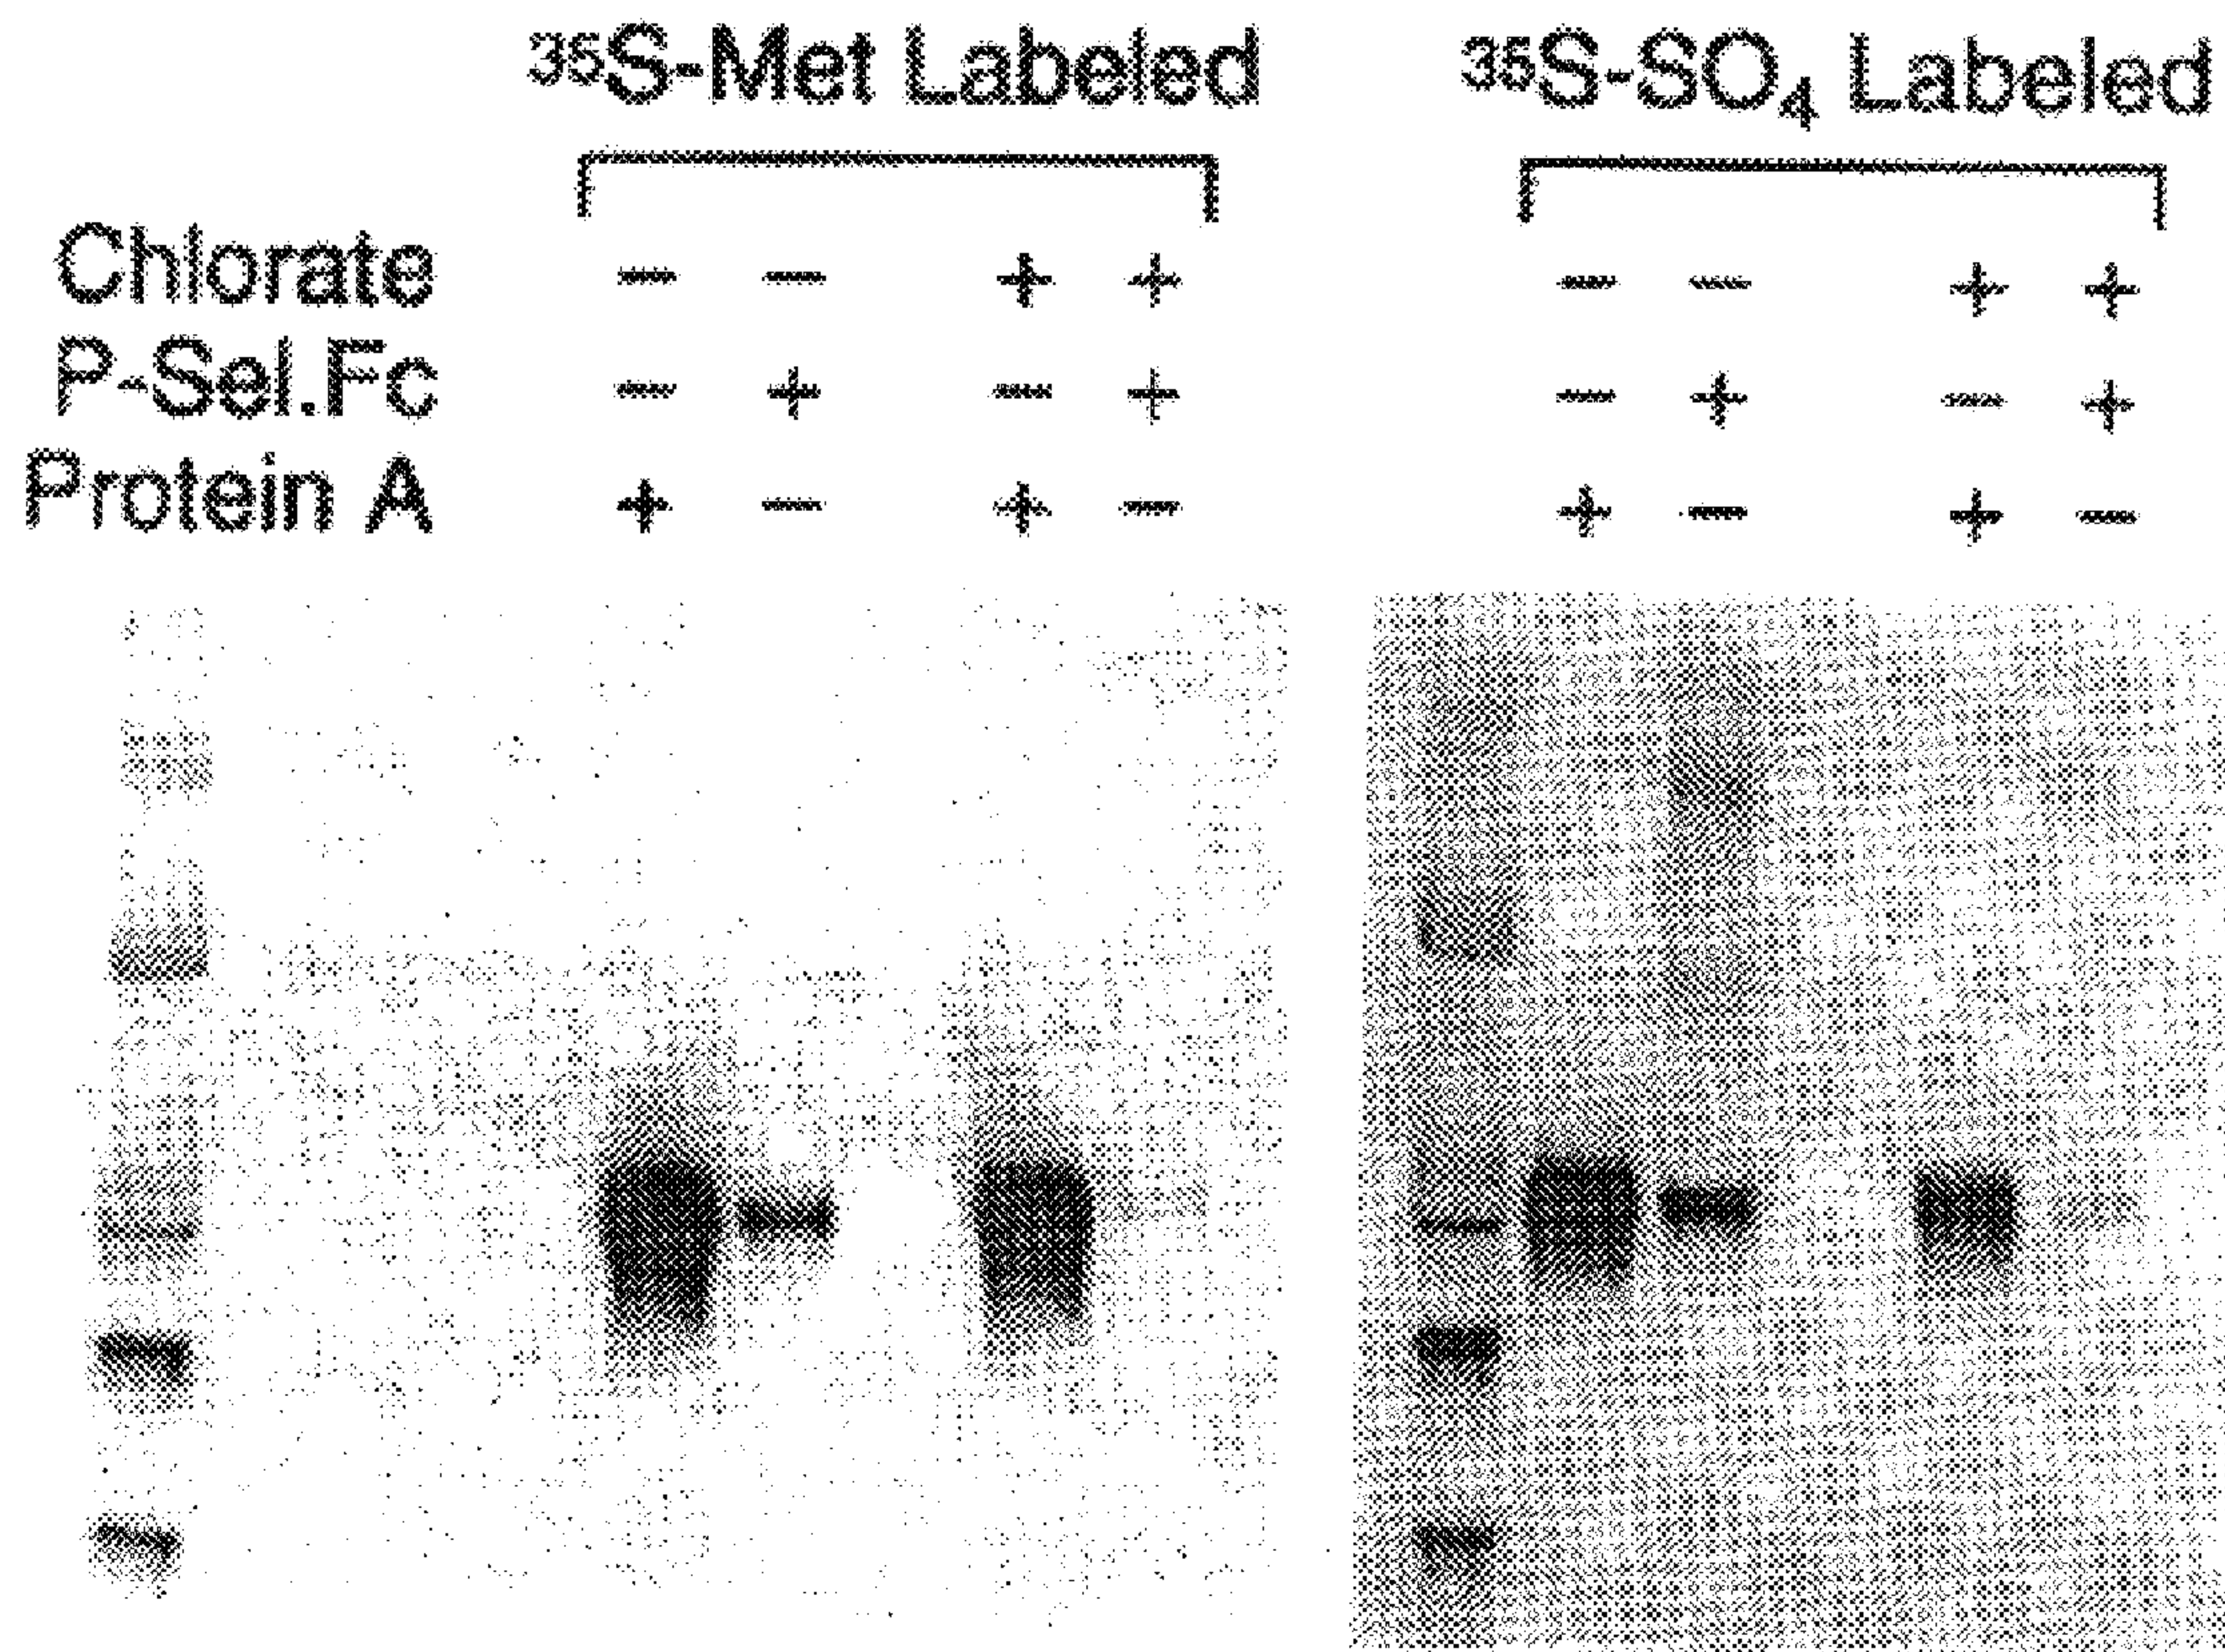 ³⁵S-Met Labeled ³⁵S-SO₄ Labeled
Chlorate − − + + − − + +
P-Sel.Fc − + − + − + − +
Protein A + − + − + − + −